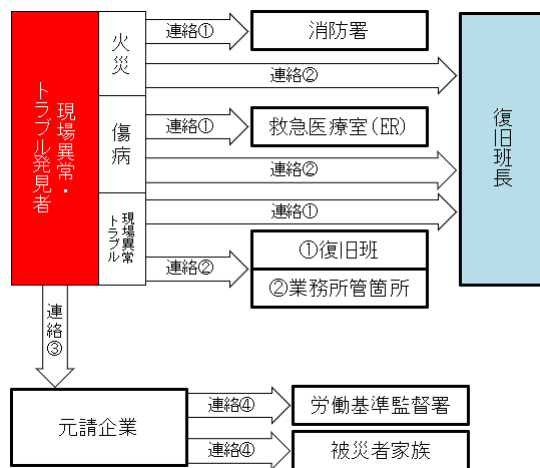 現場異常・
トラブル発見者
火災
連絡①
消防署
連絡②
傷病
連絡①
救急医療室(ER)
連絡②
現場異常
トラブル
連絡①
連絡②
①復旧班
②業務所管箇所
復旧班長
連絡③
元請企業
連絡④
労働基準監督署
連絡④
被災者家族